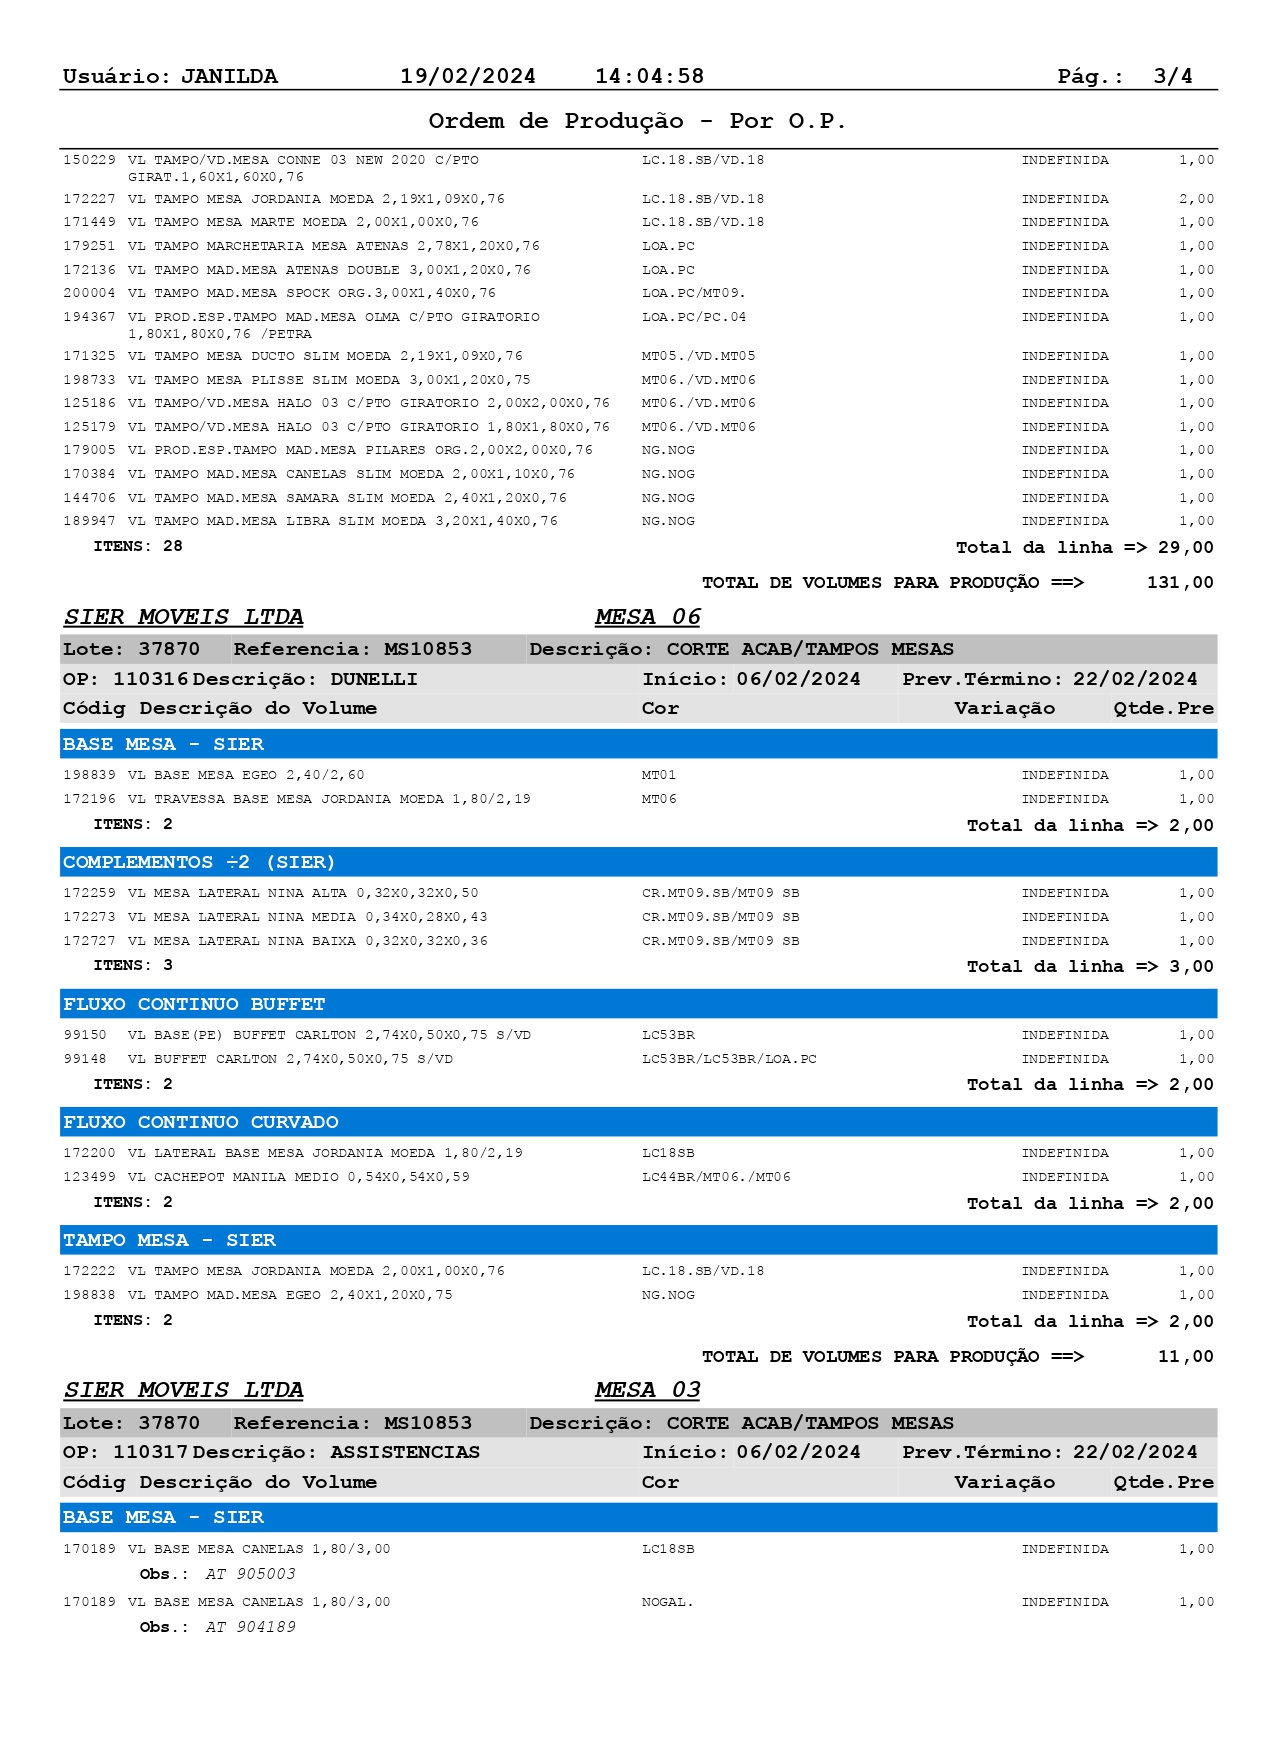 Usuário: JANILDA 19/02/2024 14:04:58 Pág.: 3/4
Ordem de Produção - Por O.P.
150229 VL TAMPO/VD.MESA CONNE 03 NEW 2020 C/PTO LC.18.SB/VD.18 INDEFINIDA 1,00
GIRAT.1,60X1,60X0,76
172227 VL TAMPO MESA JORDANIA MOEDA 2,19X1,09X0,76 LC.18.SB/VD.18 INDEFINIDA 2,00
171449 VL TAMPO MESA MARTE MOEDA 2,00X1,00X0,76 LC.18.SB/VD.18 INDEFINIDA 1,00
179251 VL TAMPO MARCHETARIA MESA ATENAS 2,78X1,20X0,76 LOA.PC INDEFINIDA 1,00
172136 VL TAMPO MAD.MESA ATENAS DOUBLE 3,00X1,20X0,76 LOA.PC INDEFINIDA 1,00
200004 VL TAMPO MAD.MESA SPOCK ORG.3,00X1,40X0,76 LOA.PC/MT09. INDEFINIDA 1,00
194367 VL PROD.ESP.TAMPO MAD.MESA OLMA C/PTO GIRATORIO LOA.PC/PC.04 INDEFINIDA 1,00
1,80X1,80X0,76 /PETRA
171325 VL TAMPO MESA DUCTO SLIM MOEDA 2,19X1,09X0,76 MT05./VD.MT05 INDEFINIDA 1,00
198733 VL TAMPO MESA PLISSE SLIM MOEDA 3,00X1,20X0,75 MT06./VD.MT06 INDEFINIDA 1,00
125186 VL TAMPO/VD.MESA HALO 03 C/PTO GIRATORIO 2,00X2,00X0,76 MT06./VD.MT06 INDEFINIDA 1,00
125179 VL TAMPO/VD.MESA HALO 03 C/PTO GIRATORIO 1,80X1,80X0,76 MT06./VD.MT06 INDEFINIDA 1,00
179005 VL PROD.ESP.TAMPO MAD.MESA PILARES ORG.2,00X2,00X0,76 NG.NOG INDEFINIDA 1,00
170384 VL TAMPO MAD.MESA CANELAS SLIM MOEDA 2,00X1,10X0,76 NG.NOG INDEFINIDA 1,00
144706 VL TAMPO MAD.MESA SAMARA SLIM MOEDA 2,40X1,20X0,76 NG.NOG INDEFINIDA 1,00
189947 VL TAMPO MAD.MESA LIBRA SLIM MOEDA 3,20X1,40X0,76 NG.NOG INDEFINIDA 1,00
ITENS: 28 Total da linha => 29,00
TOTAL DE VOLUMES PARA PRODUÇÃO ==> 131,00
SIER MOVEIS LTDA MESA 06
Lote: 37870 Referencia: MS10853 Descrição: CORTE ACAB/TAMPOS MESAS
OP: 110316 Descrição: DUNELLI Início: 06/02/2024 Prev.Término: 22/02/2024
Códig Descrição do Volume Cor Variação Qtde.Pre
BASE MESA - SIER
198839 VL BASE MESA EGEO 2,40/2,60 MT01 INDEFINIDA 1,00
172196 VL TRAVESSA BASE MESA JORDANIA MOEDA 1,80/2,19 MT06 INDEFINIDA 1,00
ITENS: 2 Total da linha => 2,00
COMPLEMENTOS ÷2 (SIER)
172259 VL MESA LATERAL NINA ALTA 0,32X0,32X0,50 CR.MT09.SB/MT09 SB INDEFINIDA 1,00
172273 VL MESA LATERAL NINA MEDIA 0,34X0,28X0,43 CR.MT09.SB/MT09 SB INDEFINIDA 1,00
172727 VL MESA LATERAL NINA BAIXA 0,32X0,32X0,36 CR.MT09.SB/MT09 SB INDEFINIDA 1,00
ITENS: 3 Total da linha => 3,00
FLUXO CONTINUO BUFFET
99150 VL BASE(PE) BUFFET CARLTON 2,74X0,50X0,75 S/VD LC53BR INDEFINIDA 1,00
99148 VL BUFFET CARLTON 2,74X0,50X0,75 S/VD LC53BR/LC53BR/LOA.PC INDEFINIDA 1,00
ITENS: 2 Total da linha => 2,00
FLUXO CONTINUO CURVADO
172200 VL LATERAL BASE MESA JORDANIA MOEDA 1,80/2,19 LC18SB INDEFINIDA 1,00
123499 VL CACHEPOT MANILA MEDIO 0,54X0,54X0,59 LC44BR/MT06./MT06 INDEFINIDA 1,00
ITENS: 2 Total da linha => 2,00
TAMPO MESA - SIER
172222 VL TAMPO MESA JORDANIA MOEDA 2,00X1,00X0,76 LC.18.SB/VD.18 INDEFINIDA 1,00
198838 VL TAMPO MAD.MESA EGEO 2,40X1,20X0,75 NG.NOG INDEFINIDA 1,00
ITENS: 2 Total da linha => 2,00
TOTAL DE VOLUMES PARA PRODUÇÃO ==> 11,00
SIER MOVEIS LTDA MESA 03
Lote: 37870 Referencia: MS10853 Descrição: CORTE ACAB/TAMPOS MESAS
OP: 110317 Descrição: ASSISTENCIAS Início: 06/02/2024 Prev.Término: 22/02/2024
Códig Descrição do Volume Cor Variação Qtde.Pre
BASE MESA - SIER
170189 VL BASE MESA CANELAS 1,80/3,00 LC18SB INDEFINIDA 1,00
Obs.: AT 905003
170189 VL BASE MESA CANELAS 1,80/3,00 NOGAL. INDEFINIDA 1,00
Obs.: AT 904189